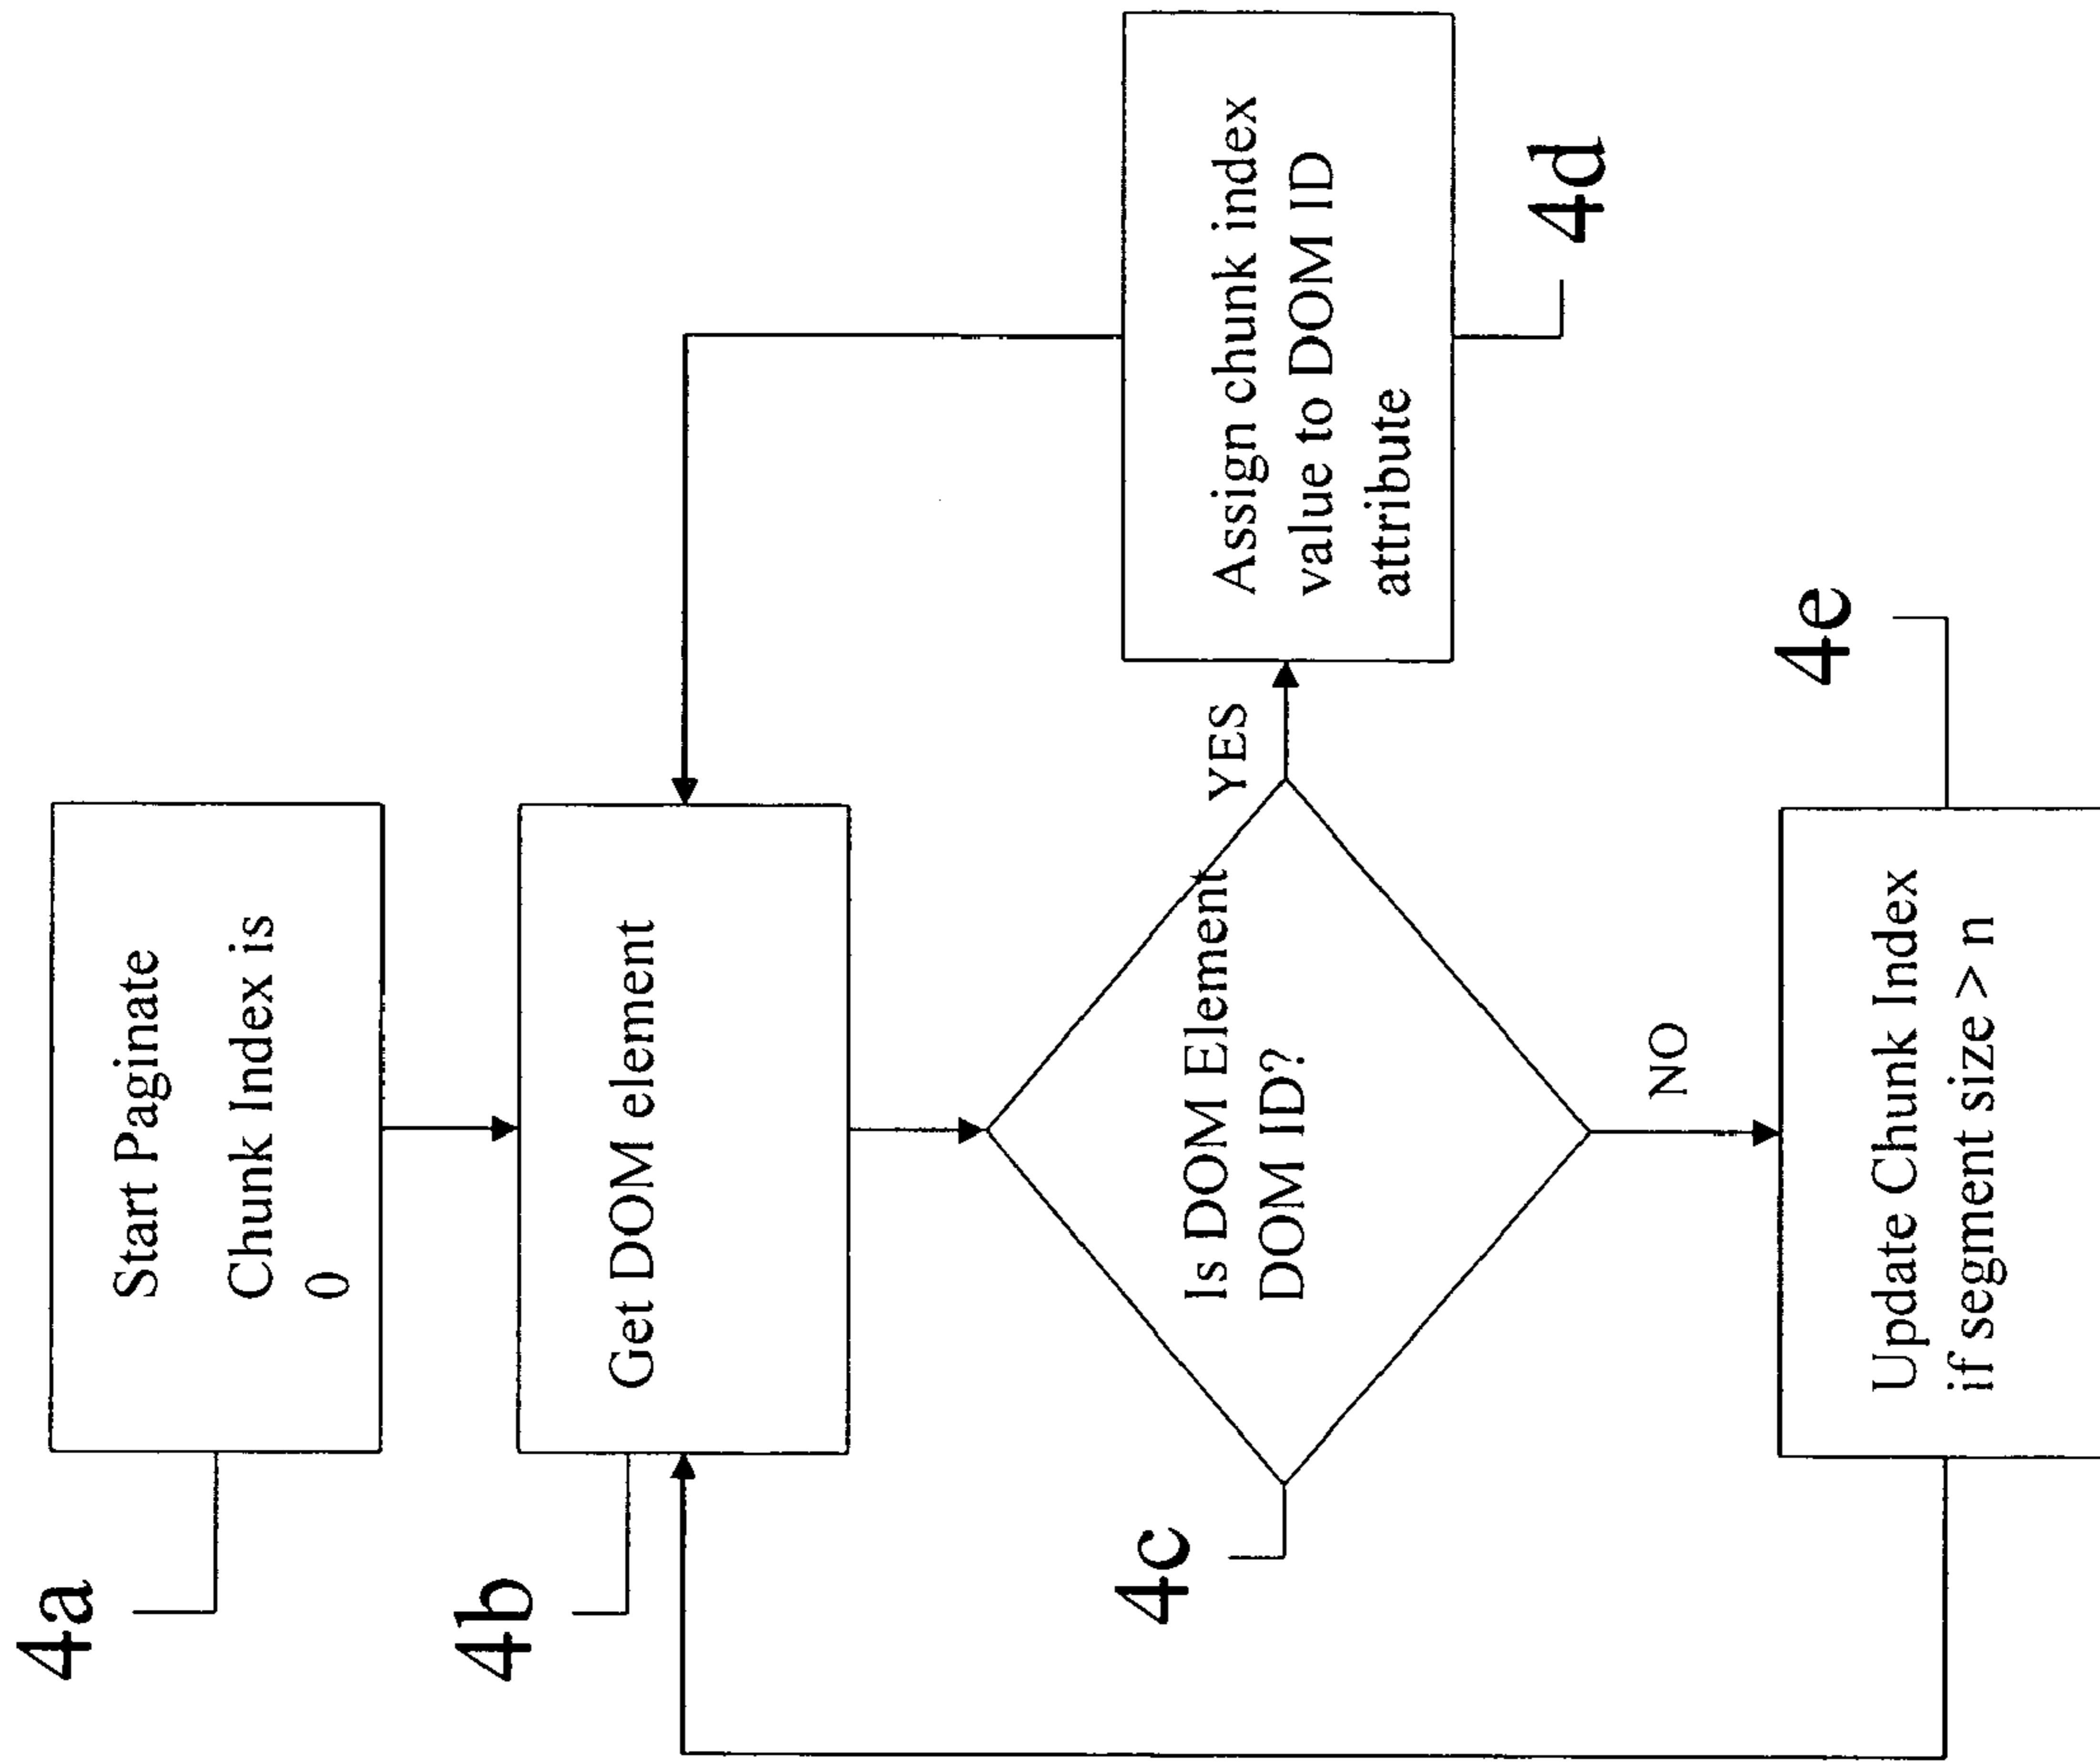 4a
Start Paginate
Chunk Index is
0
4b
Get DOM element
4c
Is DOM Element
DOM ID?
YES
Assign chunk index
value to DOM ID
attribute
4d
NO
4e
Update Chunk Index
if segment size > n